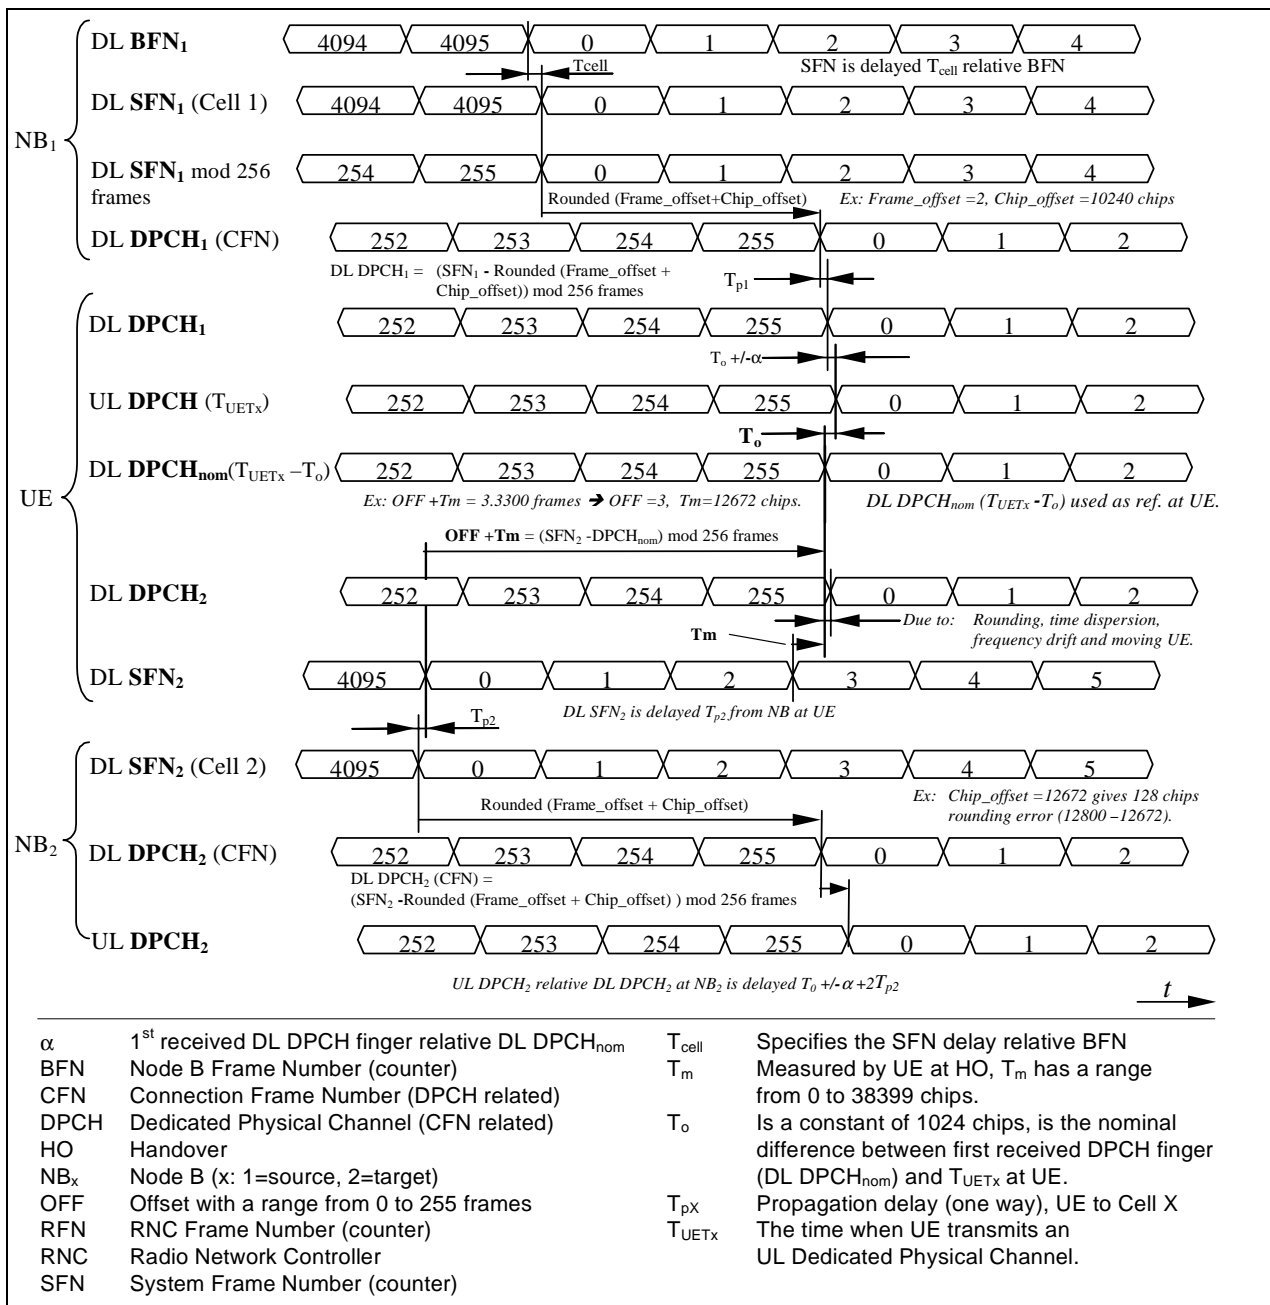 DL BFN1 4094 4095 0 1 2 3 4
Tcell SFN is delayed Tcell relative BFN
DL SFN1 (Cell 1) 4094 4095 0 1 2 3 4
NB1
DL SFN1 mod 256 frames 254 255 0 1 2 3 4
Rounded (Frame_offset+Chip_offset) Ex: Frame_offset =2, Chip_offset =10240 chips
DL DPCH1 (CFN) 252 253 254 255 0 1 2
DL DPCH1 = (SFN1 - Rounded (Frame_offset +
Chip_offset)) mod 256 frames
Tp1
DL DPCH1 252 253 254 255 0 1 2
To +/-α
UL DPCH (TUETx) 252 253 254 255 0 1 2
To
DL DPCHnom(TUETx –To) 252 253 254 255 0 1 2
UE
Ex: OFF +Tm = 3.3300 frames ➔ OFF =3, Tm=12672 chips. DL DPCHnom (TUETx -To) used as ref. at UE.
OFF +Tm = (SFN2 -DPCHnom) mod 256 frames
DL DPCH2 252 253 254 255 0 1 2
Due to: Rounding, time dispersion,
frequency drift and moving UE.
Tm
DL SFN2 4095 0 1 2 3 4 5
DL SFN2 is delayed Tp2 from NB at UE
Tp2
DL SFN2 (Cell 2) 4095 0 1 2 3 4 5
Rounded (Frame_offset + Chip_offset) Ex: Chip_offset =12672 gives 128 chips
rounding error (12800 –12672).
NB2
DL DPCH2 (CFN) 252 253 254 255 0 1 2
DL DPCH2 (CFN) =
(SFN2 -Rounded (Frame_offset + Chip_offset) ) mod 256 frames
UL DPCH2 252 253 254 255 0 1 2
UL DPCH2 relative DL DPCH2 at NB2 is delayed T0 +/-α +2Tp2
t
α 1st received DL DPCH finger relative DL DPCHnom
BFN Node B Frame Number (counter)
CFN Connection Frame Number (DPCH related)
DPCH Dedicated Physical Channel (CFN related)
HO Handover
NBx Node B (x: 1=source, 2=target)
OFF Offset with a range from 0 to 255 frames
RFN RNC Frame Number (counter)
RNC Radio Network Controller
SFN System Frame Number (counter)
Tcell Specifies the SFN delay relative BFN
Tm Measured by UE at HO, Tm has a range
from 0 to 38399 chips.
To Is a constant of 1024 chips, is the nominal
difference between first received DPCH finger
(DL DPCHnom) and TUETx at UE.
TpX Propagation delay (one way), UE to Cell X
TUETx The time when UE transmits an
UL Dedicated Physical Channel.